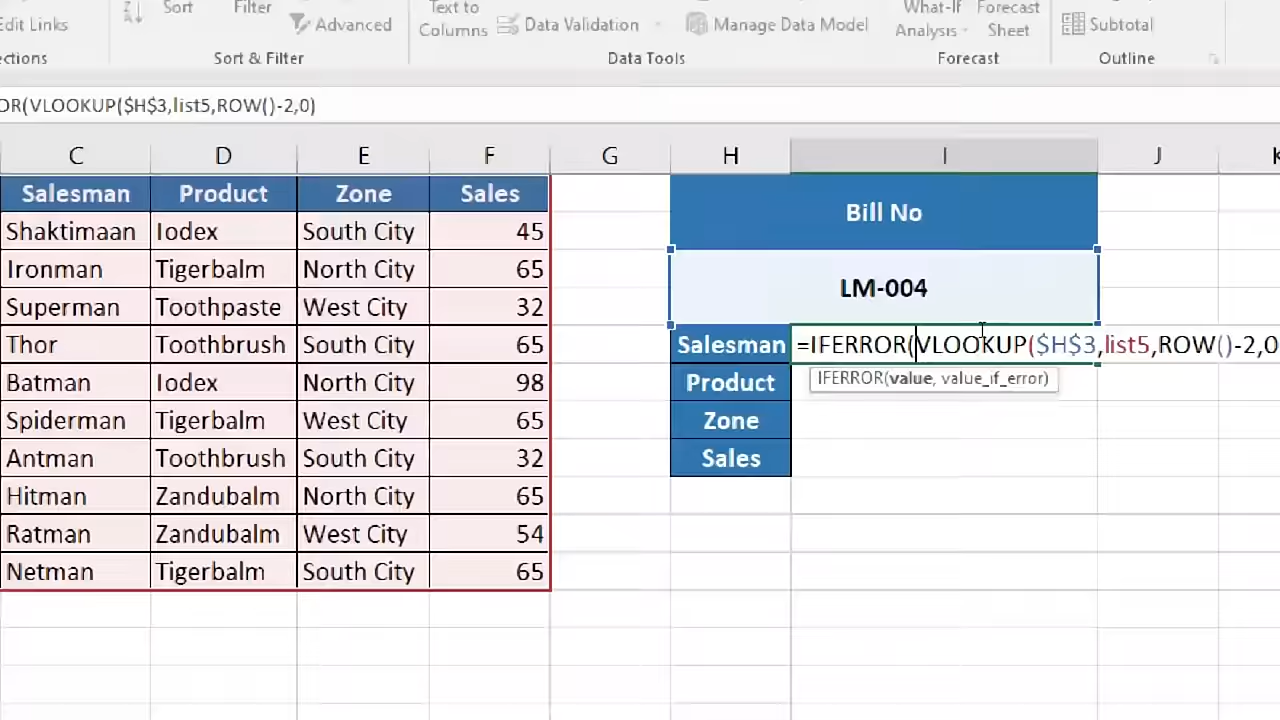 Sort Filter Text to What-If Forecast
Edit Links Advanced Columns Data Validation Manage Data Model Analysis Sheet Subtotal
Sort & Filter Data Tools Forecast Outline
OR(VLOOKUP($H$3,list5,ROW()-2,0)
C D E F G H I J K
Salesman Product Zone Sales
Bill No
Shaktimaan Iodex South City 45
Ironman Tigerbalm North City 65
LM-004
Superman Toothpaste West City 32
Thor Toothbrush South City 65 Salesman =IFERROR(VLOOKUP($H$3,list5,ROW()-2,0
Batman Iodex North City 98 Product IFERROR(value, value_if_error)
Spiderman Tigerbalm West City 65 Zone
Antman Toothbrush South City 32 Sales
Hitman Zandubalm North City 65
Ratman Zandubalm West City 54
Netman Tigerbalm South City 65